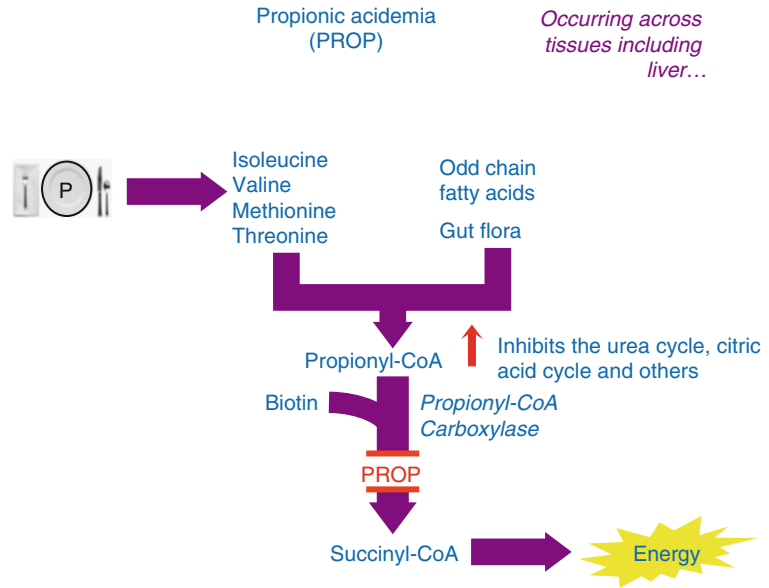 Propionic acidemia
(PROP)
Occurring across
tissues including
liver…
P
Isoleucine
Valine
Methionine
Threonine
Odd chain
fatty acids
Gut flora
Propionyl-CoA
Inhibits the urea cycle, citric
acid cycle and others
Biotin
Propionyl-CoA
Carboxylase
PROP
Succinyl-CoA
Energy